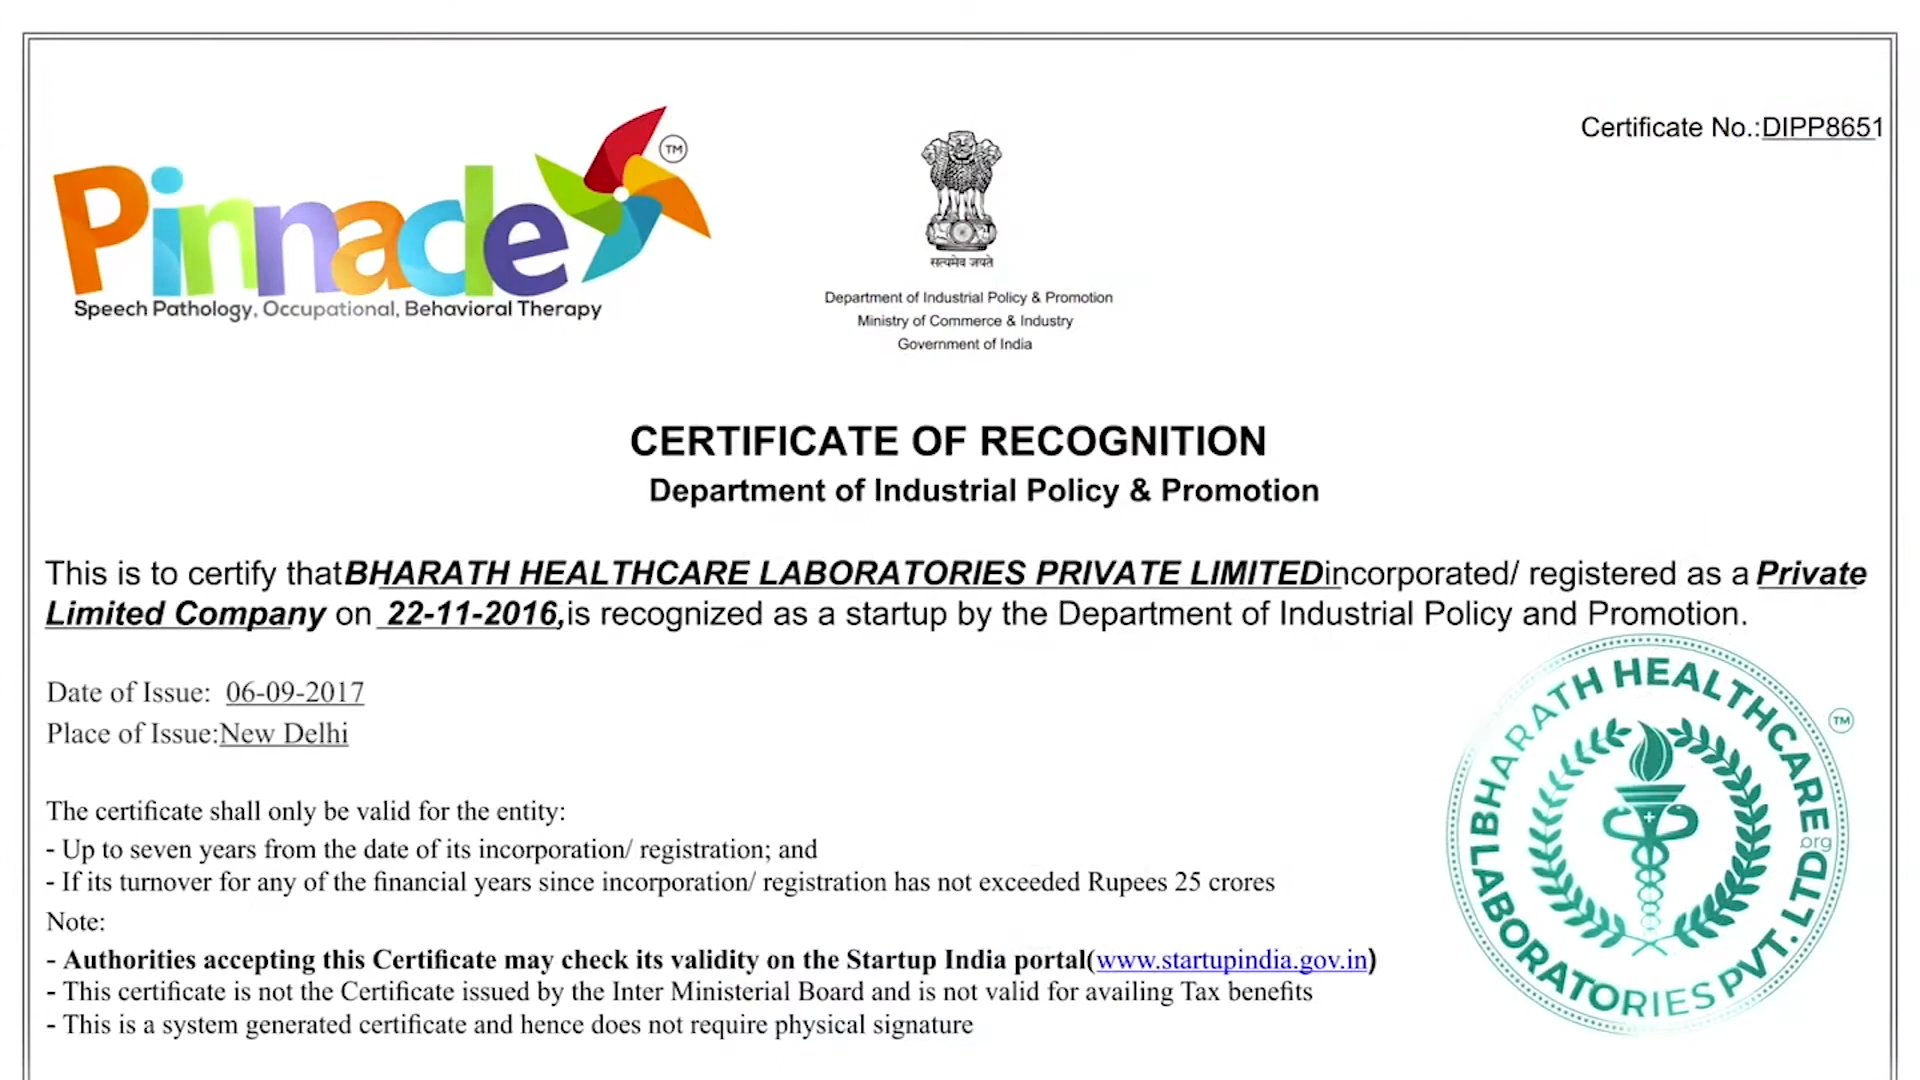 Pinnacle
TM
Speech Pathology, Occupational, Behavioral Therapy
सत्यमेव जयते
Department of Industrial Policy & Promotion
Ministry of Commerce & Industry
Government of India
Certificate No.:DIPP8651
CERTIFICATE OF RECOGNITION
Department of Industrial Policy & Promotion
This is to certify that BHARATH HEALTHCARE LABORATORIES PRIVATE LIMITED incorporated/ registered as a Private
Limited Company on 22-11-2016, is recognized as a startup by the Department of Industrial Policy and Promotion.
Date of Issue: 06-09-2017
Place of Issue:New Delhi
The certificate shall only be valid for the entity:
- Up to seven years from the date of its incorporation/ registration; and
- If its turnover for any of the financial years since incorporation/ registration has not exceeded Rupees 25 crores
Note:
- Authorities accepting this Certificate may check its validity on the Startup India portal(www.startupindia.gov.in)
- This certificate is not the Certificate issued by the Inter Ministerial Board and is not valid for availing Tax benefits
- This is a system generated certificate and hence does not require physical signature
BHARATH HEALTHCARE
LABORATORIES PVT. LTD
.org
TM